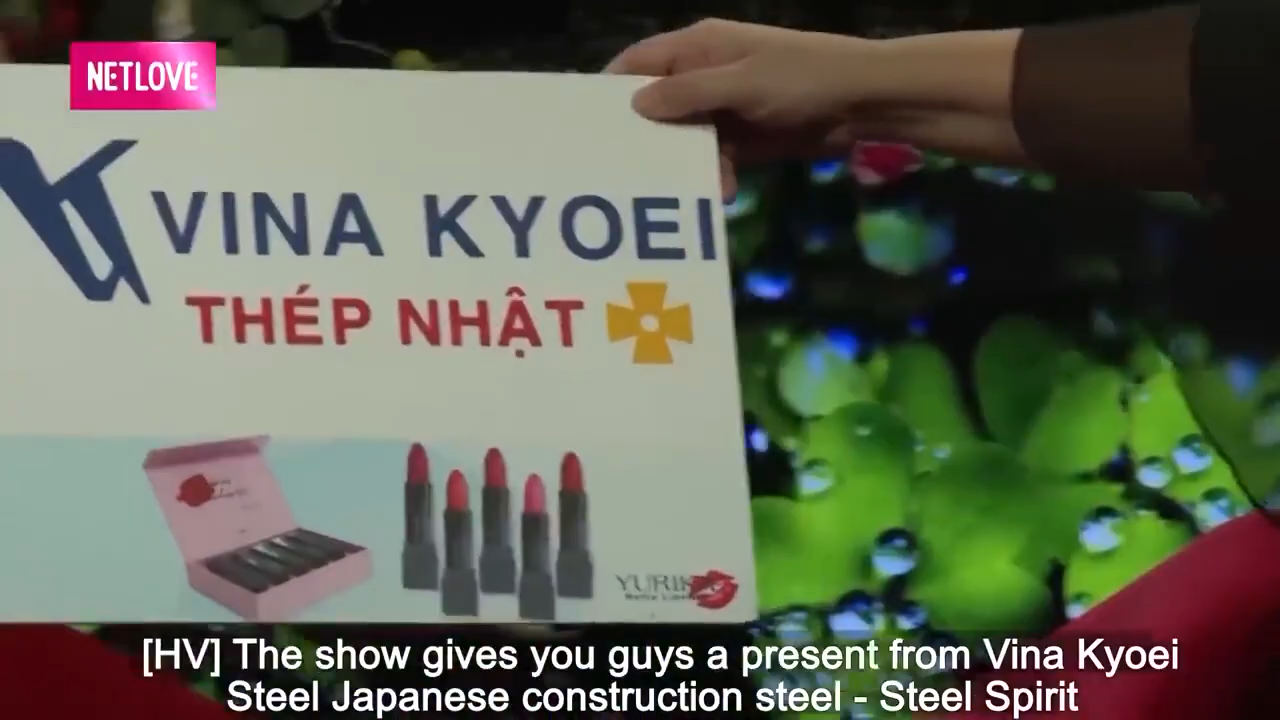 NETLOVE
VINA KYOEI
THÉP NHẬT
[HV] The show gives you guys a present from Vina Kyoei
Steel Japanese construction steel - Steel Spirit